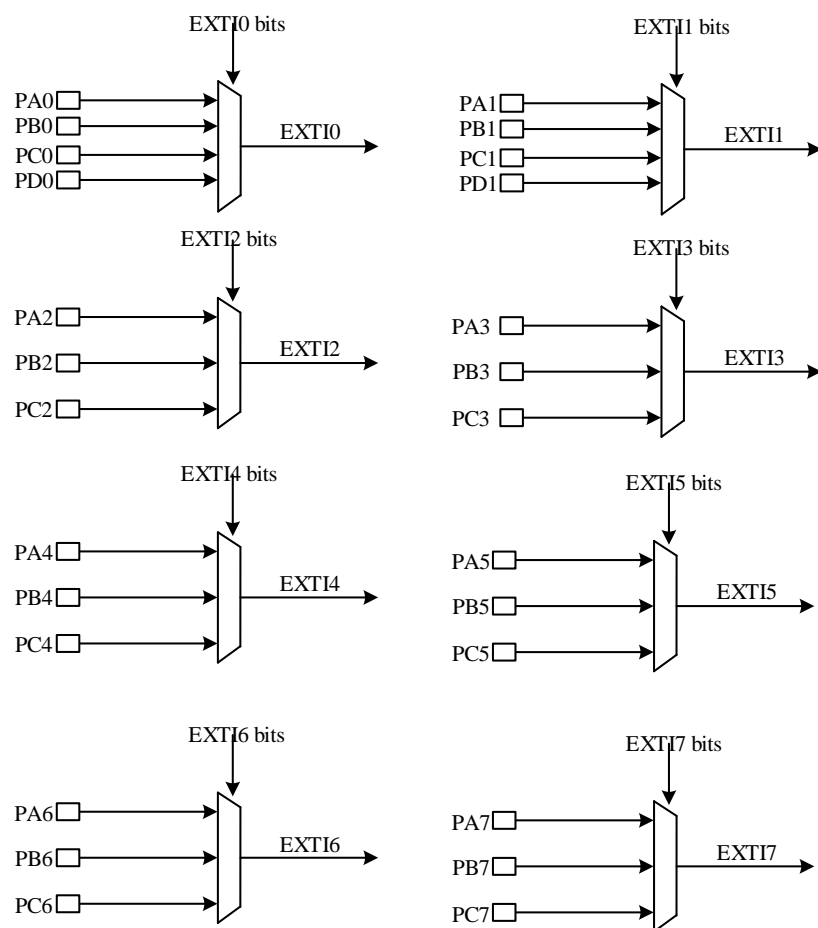 EXTI0 bits
PA0
PB0
PC0
PD0
EXTI0
EXTI1 bits
PA1
PB1
PC1
PD1
EXTI1
EXTI2 bits
PA2
PB2
PC2
EXTI2
EXTI3 bits
PA3
PB3
PC3
EXTI3
EXTI4 bits
PA4
PB4
PC4
EXTI4
EXTI5 bits
PA5
PB5
PC5
EXTI5
EXTI6 bits
PA6
PB6
PC6
EXTI6
EXTI7 bits
PA7
PB7
PC7
EXTI7